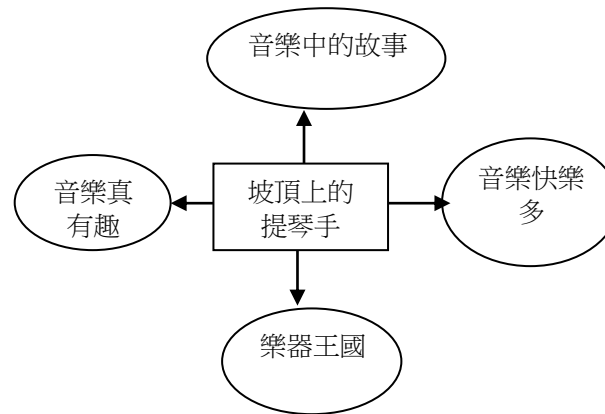 音樂中的故事
音樂真
有趣
坡頂上的
提琴手
音樂快樂
多
樂器王國